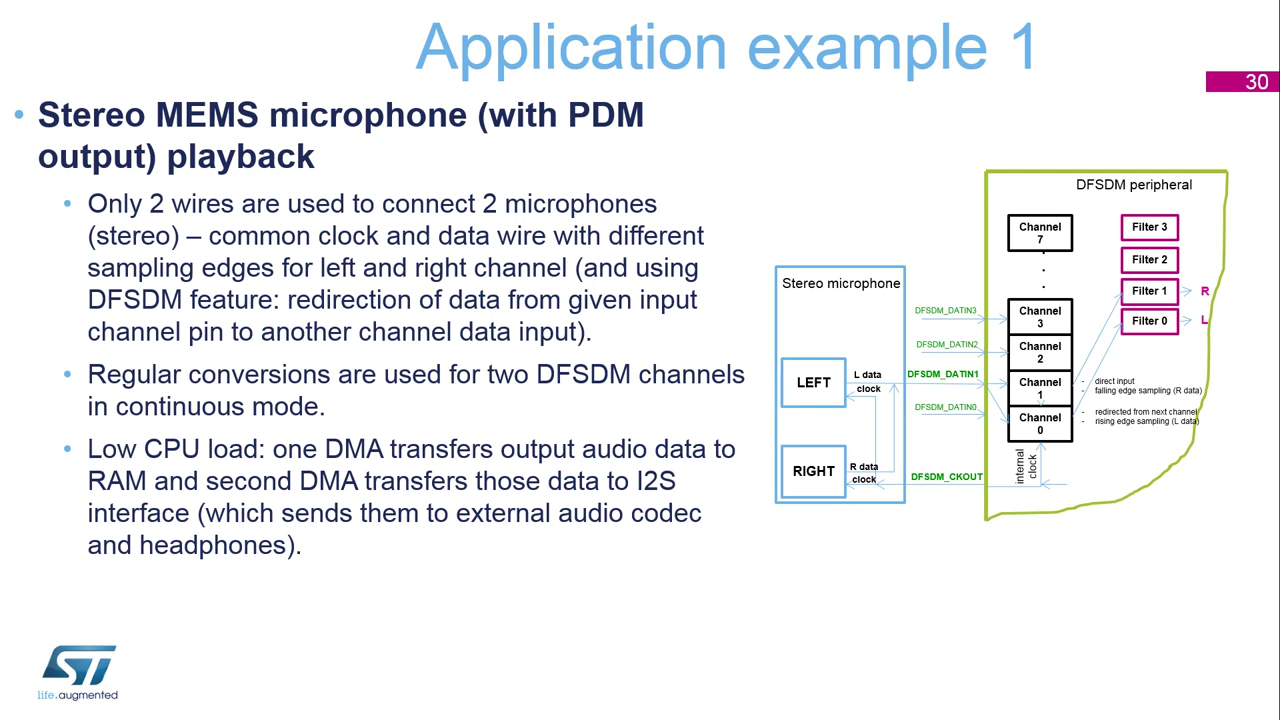 Application example 1
30
• Stereo MEMS microphone (with PDM
output) playback
• Only 2 wires are used to connect 2 microphones
(stereo) – common clock and data wire with different
sampling edges for left and right channel (and using
DFSDM feature: redirection of data from given input
channel pin to another channel data input).
• Regular conversions are used for two DFSDM channels
in continuous mode.
• Low CPU load: one DMA transfers output audio data to
RAM and second DMA transfers those data to I2S
interface (which sends them to external audio codec
and headphones).
Stereo microphone
LEFT
L data
clock
RIGHT
R data
clock
DFSDM_DATIN3
DFSDM_DATIN2
DFSDM_DATIN1
DFSDM_DATIN0
DFSDM_CKOUT
DFSDM peripheral
Channel
7
.
.
.
Channel
3
Channel
2
Channel
1
Channel
0
internal
clock
Filter 3
Filter 2
Filter 1
R
Filter 0
L
- direct input
- falling edge sampling (R data)
- redirected from next channel
- rising edge sampling (L data)
ST
life.augmented